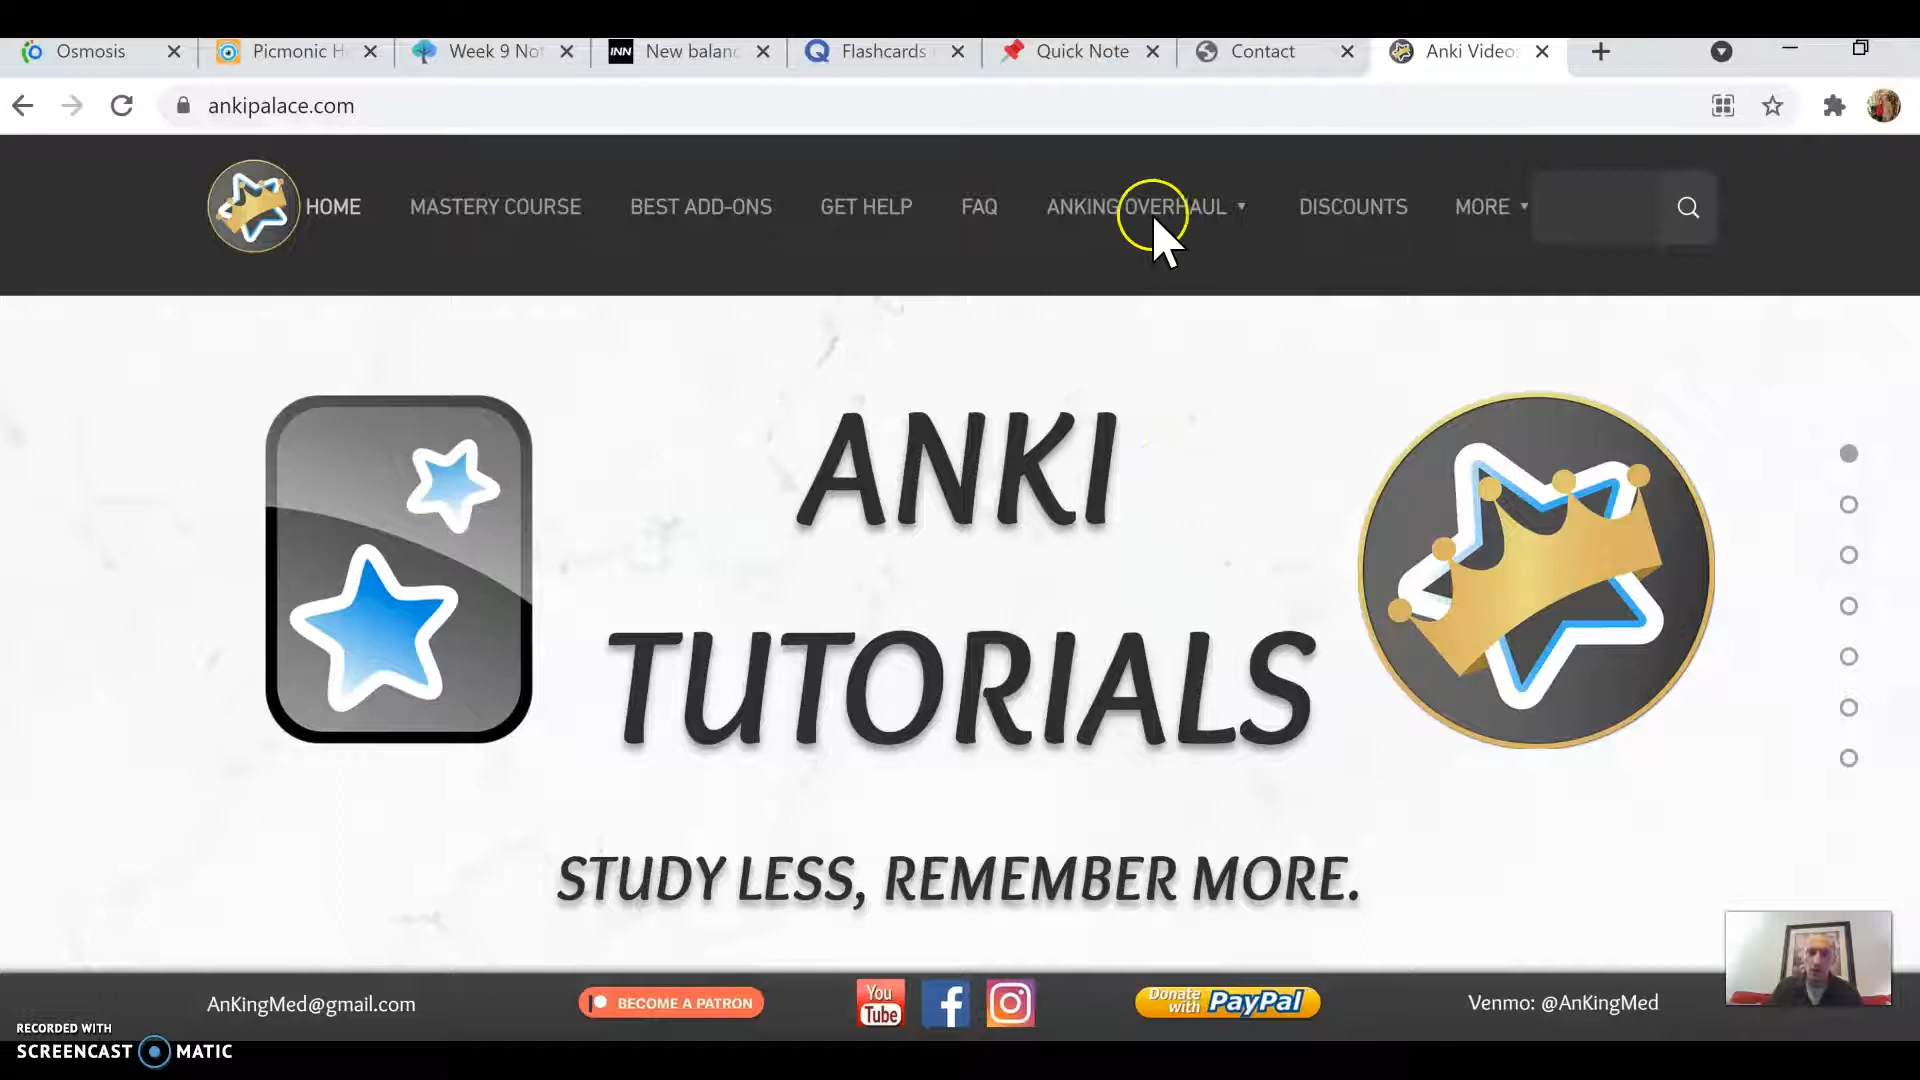 Osmosis
Picmonic H
Week 9 No
INN New balanc
Flashcards
Quick Note
Contact
Anki Video
ankipalace.com
HOME MASTERY COURSE BEST ADD-ONS GET HELP FAQ ANKING OVERHAUL DISCOUNTS MORE
ANKI
TUTORIALS
STUDY LESS, REMEMBER MORE.
AnKingMed@gmail.com
BECOME A PATRON
You
Tube
Donate
with PayPal
Venmo: @AnKingMed
RECORDED WITH
SCREENCAST MATIC